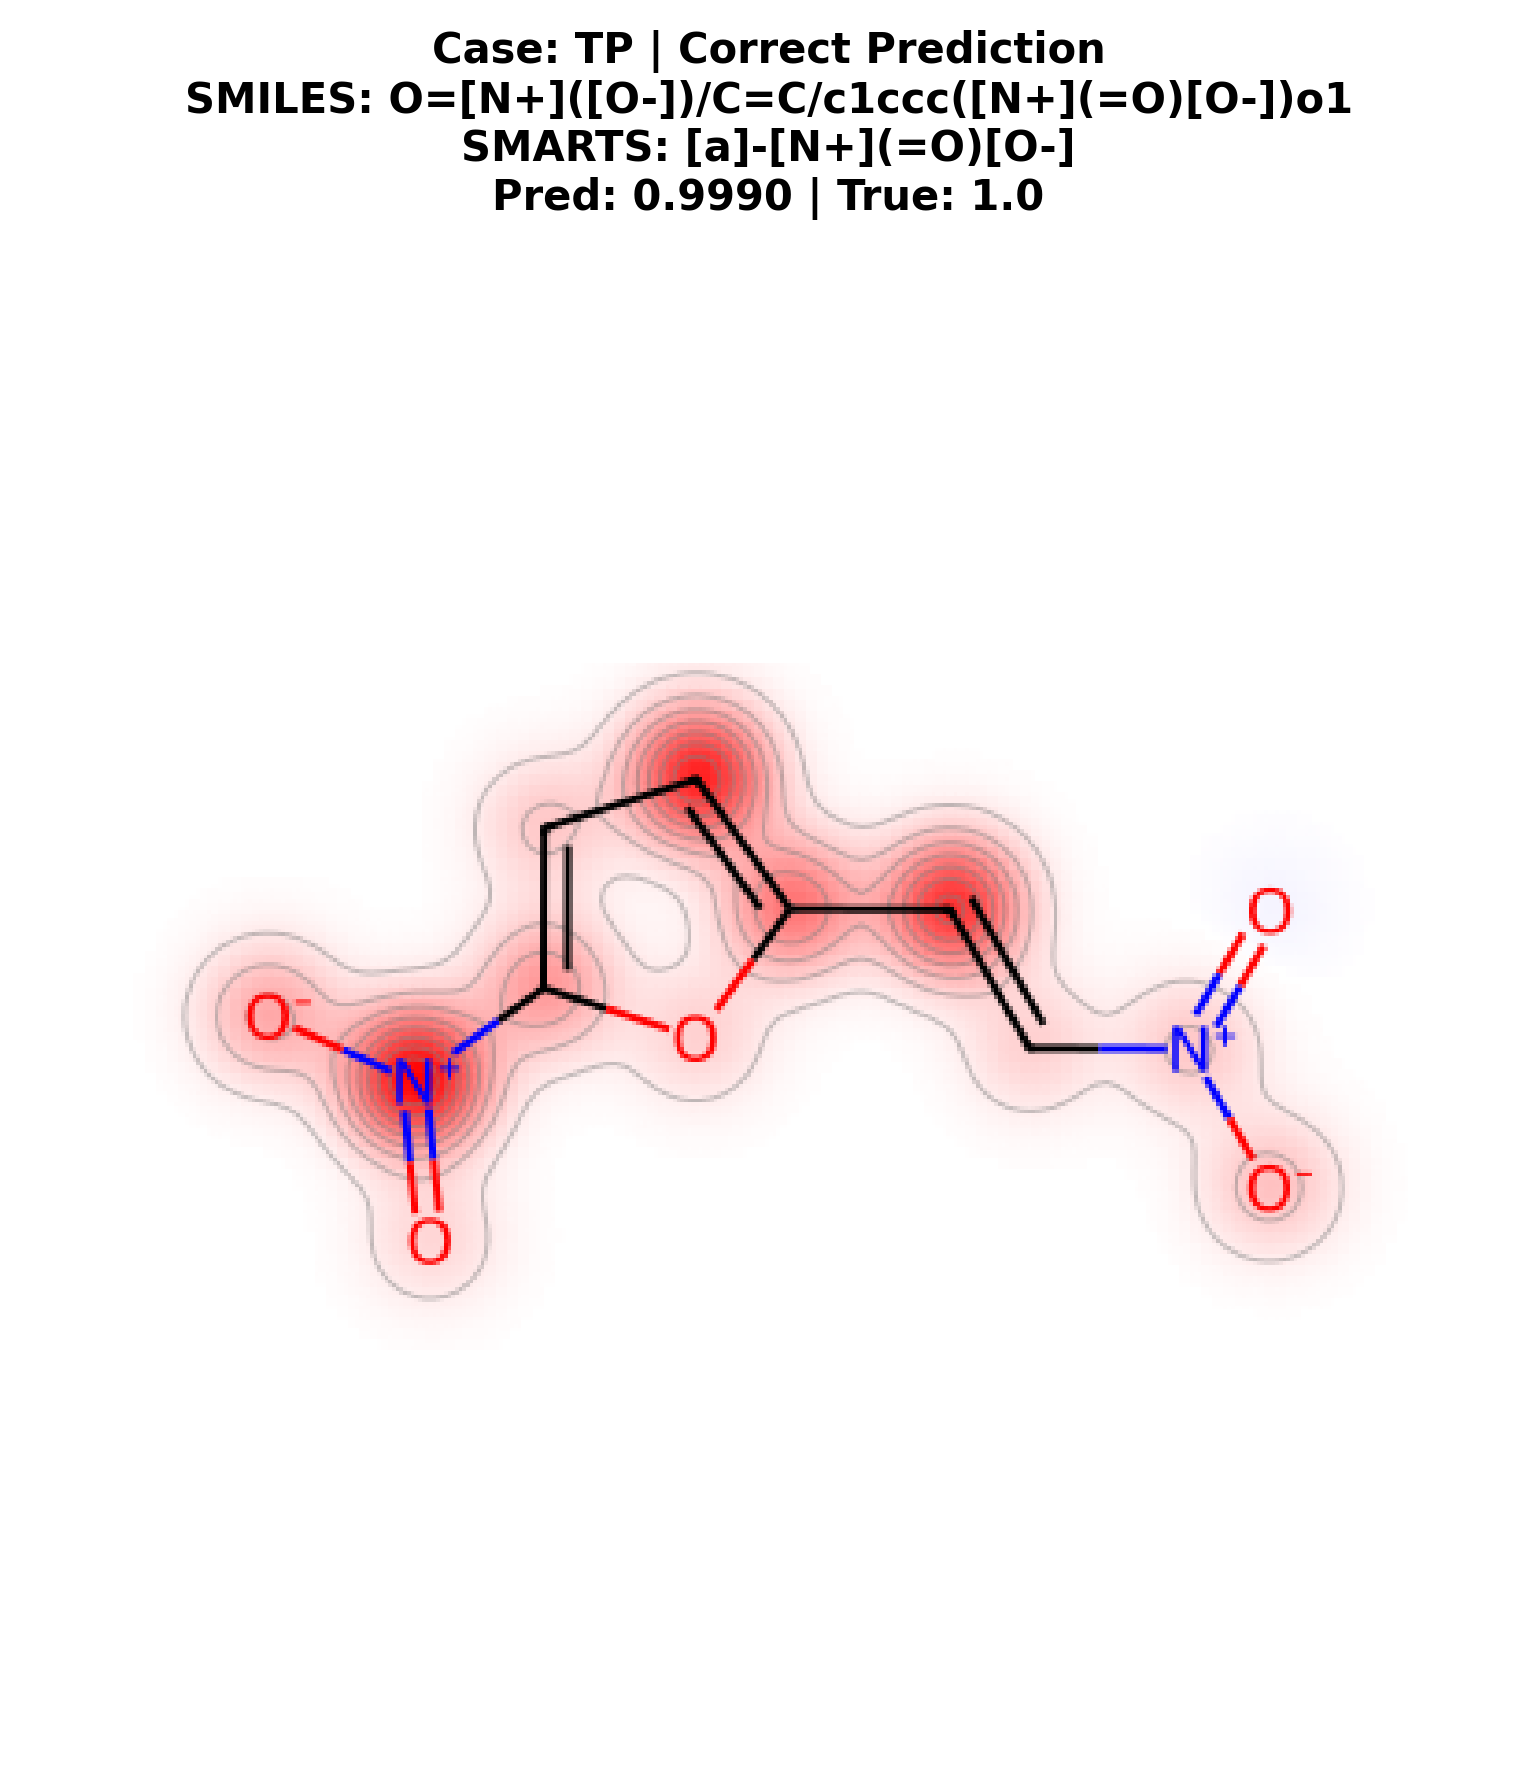 Case: TP | Correct Prediction
SMILES: O=[N+]([O-])/C=C/c1ccc([N+](=O)[O-])o1
SMARTS: [a]-[N+](=O)[O-]
Pred: 0.9990 | True: 1.0
O
O⁻
N⁺
O
N⁺
O
O⁻